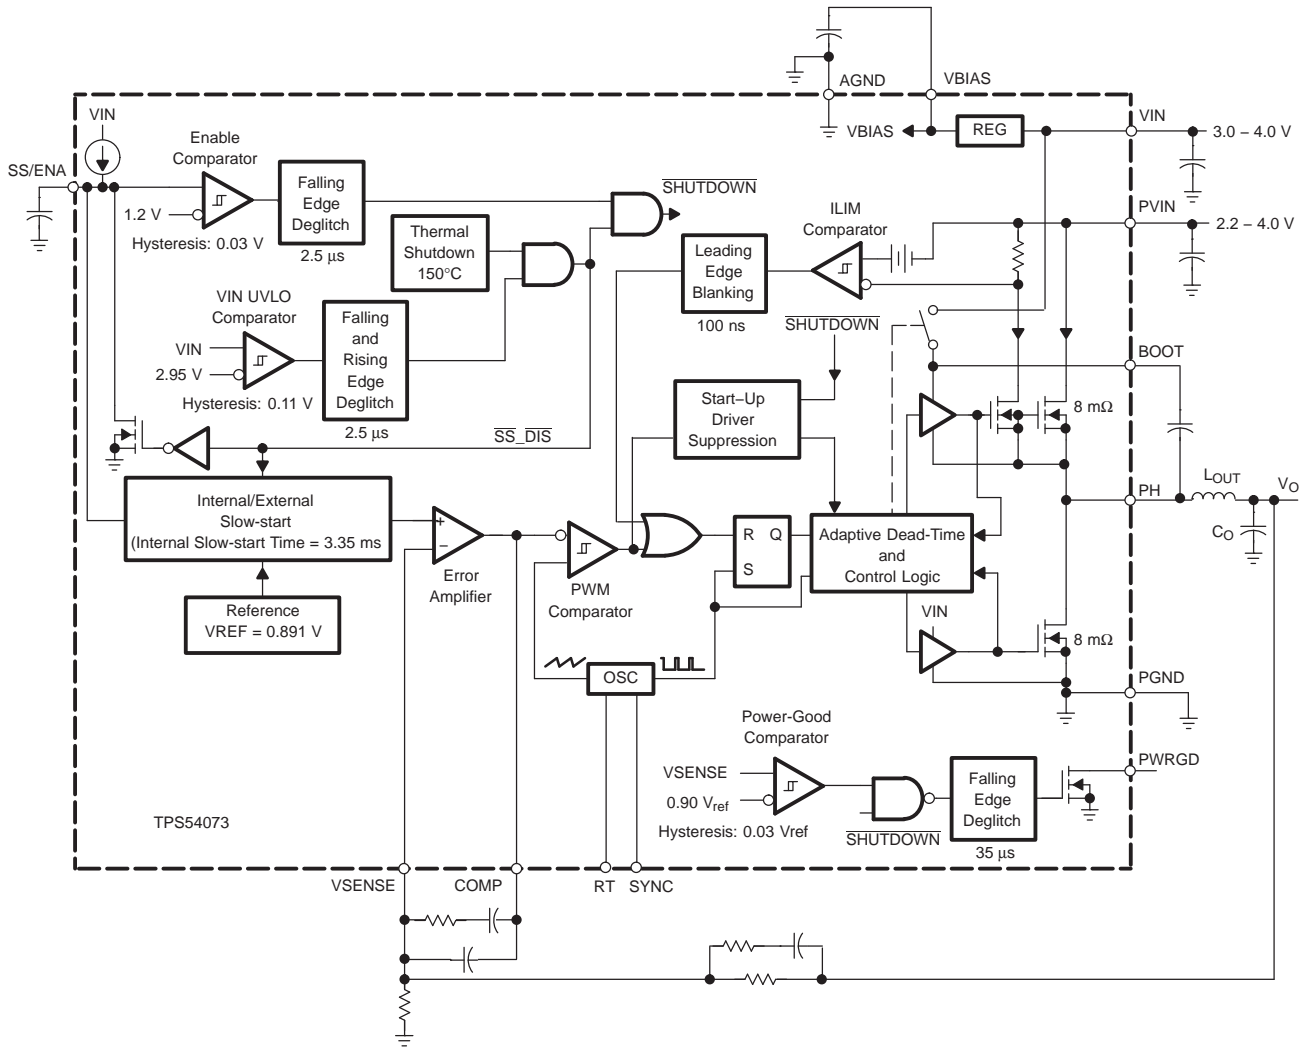 AGND
VBIAS
VIN
VIN
VBIAS
REG
3.0 – 4.0 V
Enable
Comparator
SS/ENA
Falling
Edge
Deglitch
SHUTDOWN
1.2 V
Hysteresis: 0.03 V
2.5 µs
Thermal
Shutdown
150°C
ILIM
Comparator
PVIN
2.2 – 4.0 V
Leading
Edge
Blanking
100 ns
VIN UVLO
Comparator
Falling
and
Rising
Edge
Deglitch
VIN
2.95 V
Hysteresis: 0.11 V
2.5 µs
SHUTDOWN
BOOT
Start–Up
Driver
Suppression
8 mΩ
SS_DIS
Internal/External
Slow-start
(Internal Slow-start Time = 3.35 ms
PH
LOUT
VO
CO
+
−
Error
Amplifier
R Q
S
Adaptive Dead-Time
and
Control Logic
PWM
Comparator
Reference
VREF = 0.891 V
VIN
8 mΩ
OSC
PGND
Power-Good
Comparator
VSENSE
0.90 Vref
Hysteresis: 0.03 Vref
SHUTDOWN
Falling
Edge
Deglitch
35 µs
PWRGD
TPS54073
VSENSE
COMP
RT
SYNC